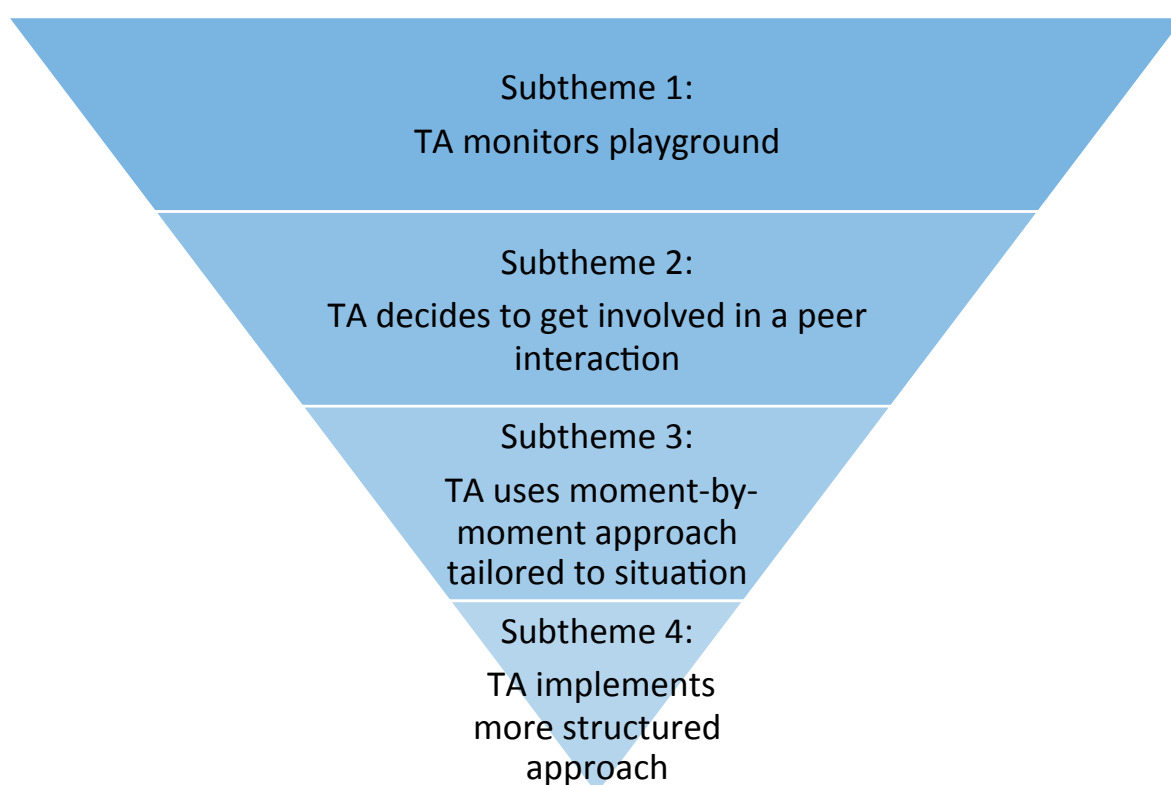 Subtheme 1:
TA monitors playground
Subtheme 2:
TA decides to get involved in a peer
interaction
Subtheme 3:
TA uses moment-by-
moment approach
tailored to situation
Subtheme 4:
TA implements
more structured
approach